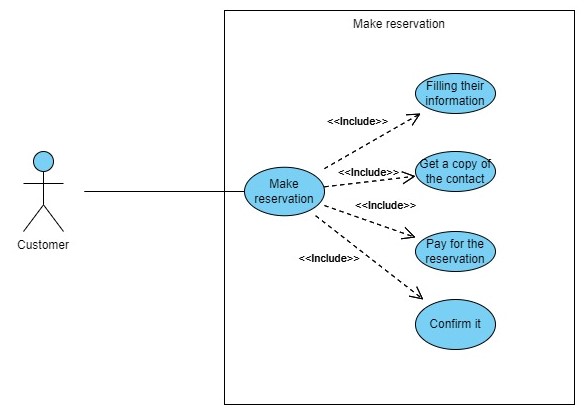 Make reservation
Filling their
information
<<Include>>
Get a copy of
the contact
<<Include>>
Make
reservation
<<Include>>
Pay for the
reservation
<<Include>>
Confirm it
Customer